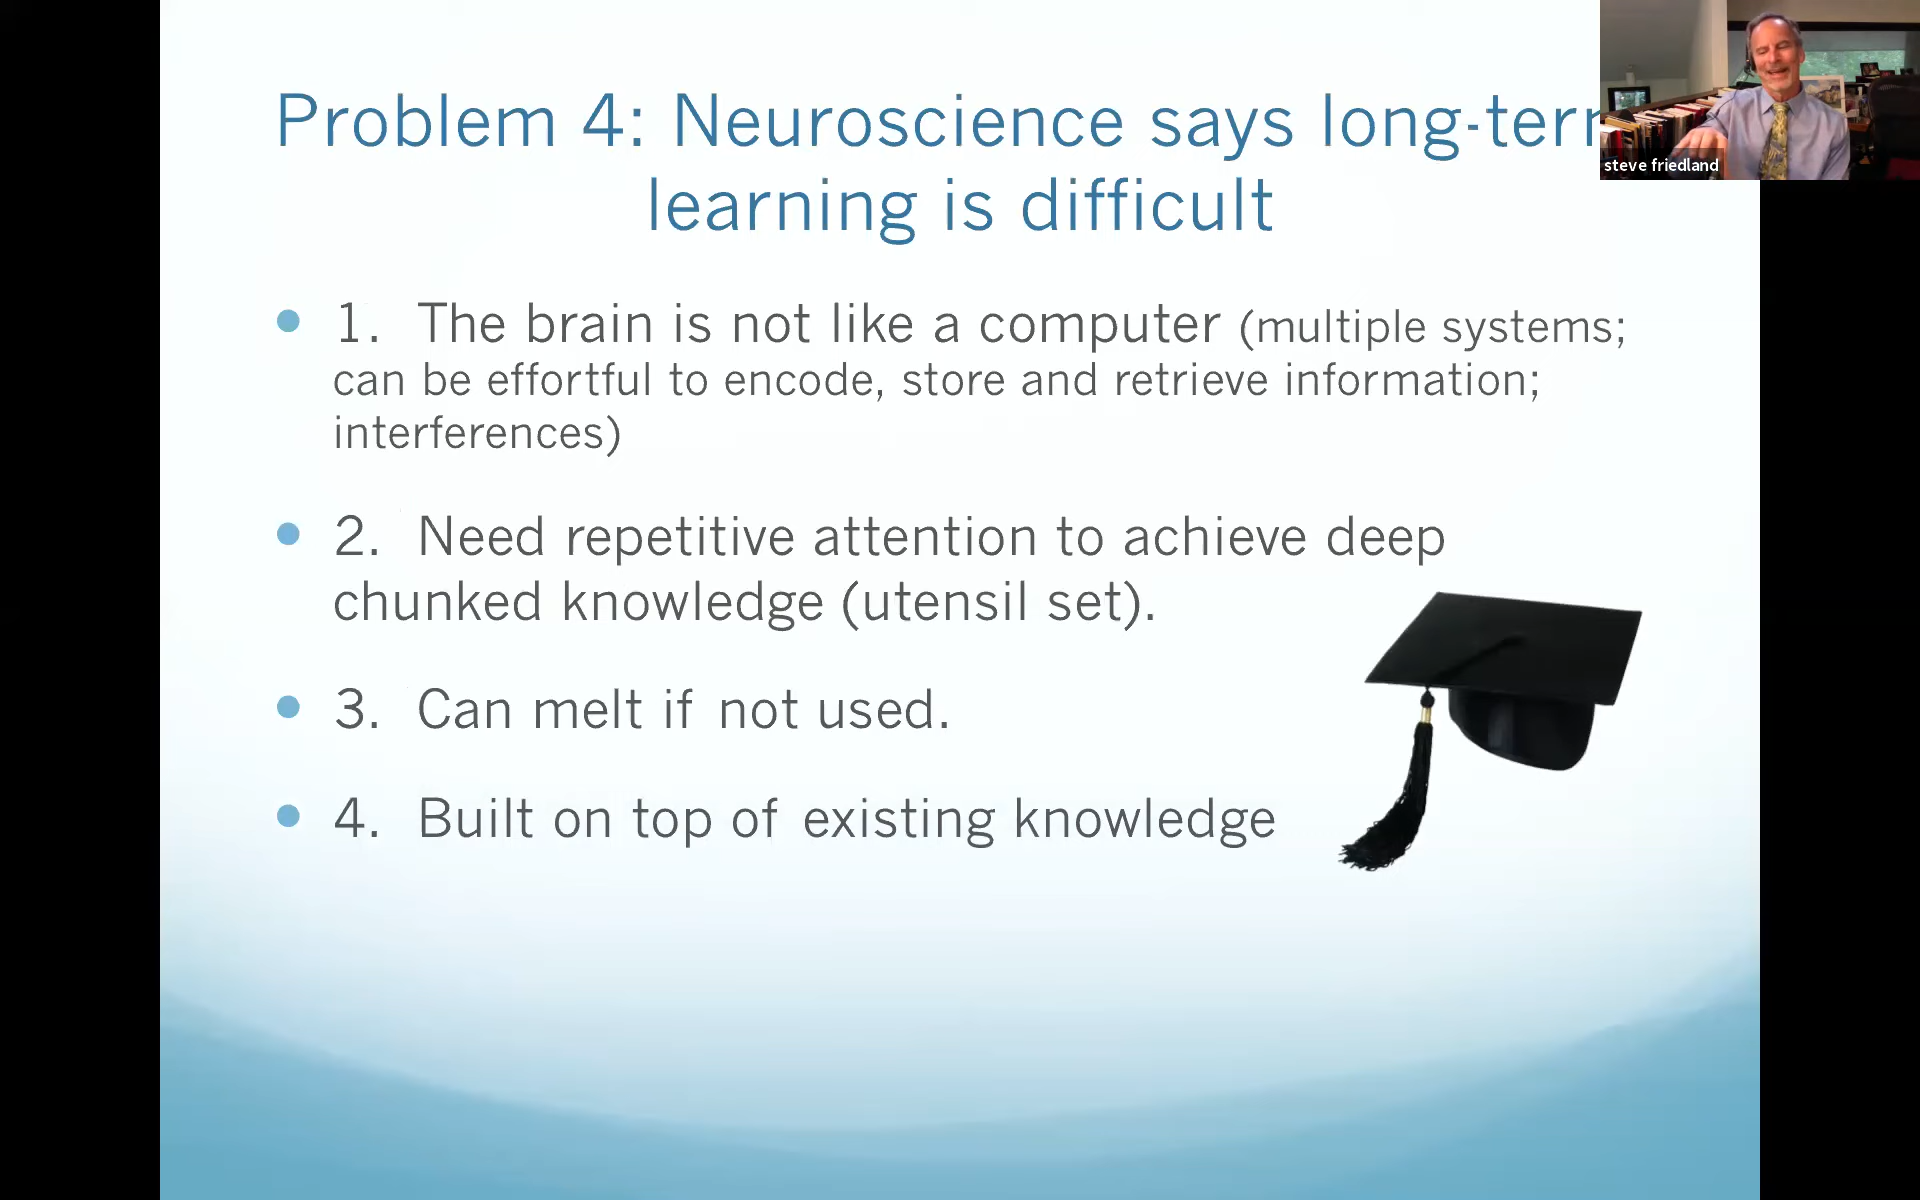 Problem 4: Neuroscience says long-ter
learning is difficult
steve friedland
1. The brain is not like a computer (multiple systems;
can be effortful to encode, store and retrieve information;
interferences)
2. Need repetitive attention to achieve deep
chunked knowledge (utensil set).
3. Can melt if not used.
4. Built on top of existing knowledge